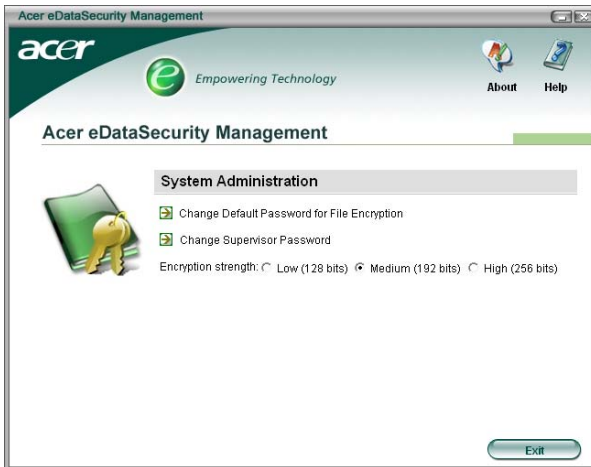 Acer eDataSecurity Management
acer
e Empowering Technology
About Help
Acer eDataSecurity Management
System Administration
Change Default Password for File Encryption
Change Supervisor Password
Encryption strength: Low (128 bits) Medium (192 bits) High (256 bits)
Exit